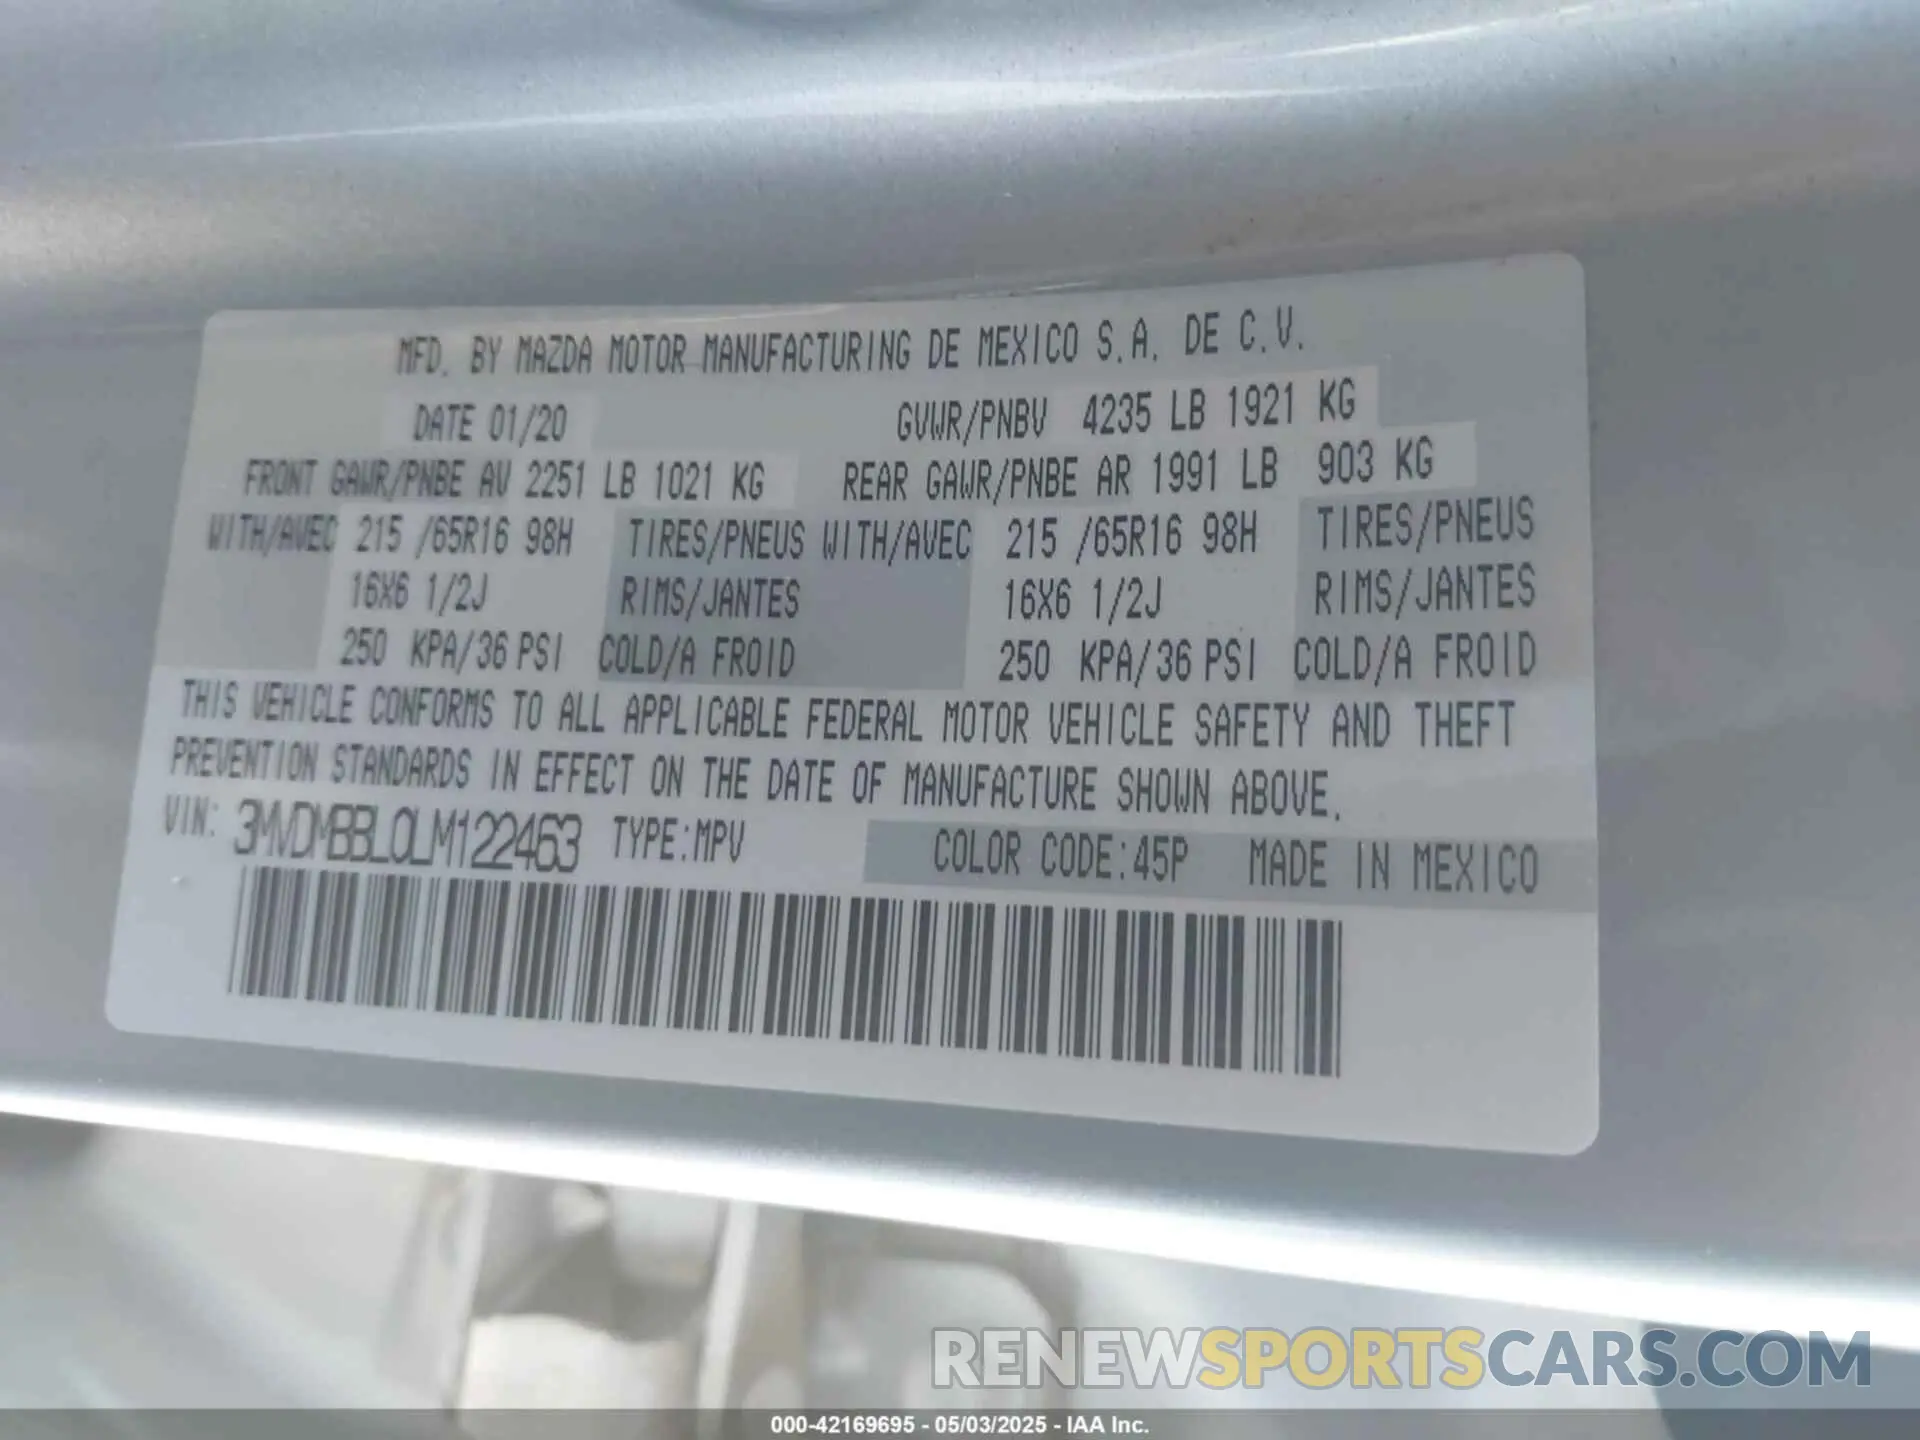 MFD. BY MAZDA MOTOR MANUFACTURING DE MEXICO S.A. DE C.V.
DATE 01/20 GVWR/PNBV 4235 LB 1921 KG
FRONT GAWR/PNBE AV 2251 LB 1021 KG REAR GAWR/PNBE AR 1991 LB 903 KG
WITH/AVEC 215 /65R16 98H TIRES/PNEUS WITH/AVEC 215 /65R16 98H TIRES/PNEUS
16X6 1/2J RIMS/JANTES 16X6 1/2J RIMS/JANTES
250 KPA/36 PSI COLD/A FROID 250 KPA/36 PSI COLD/A FROID
THIS VEHICLE CONFORMS TO ALL APPLICABLE FEDERAL MOTOR VEHICLE SAFETY AND THEFT
PREVENTION STANDARDS IN EFFECT ON THE DATE OF MANUFACTURE SHOWN ABOVE.
VIN: 3MVDMBBL0LM122463 TYPE:MPV COLOR CODE:45P MADE IN MEXICO
RENEWSPORTSCARS.COM
000-42169695 - 05/03/2025 - IAA Inc.